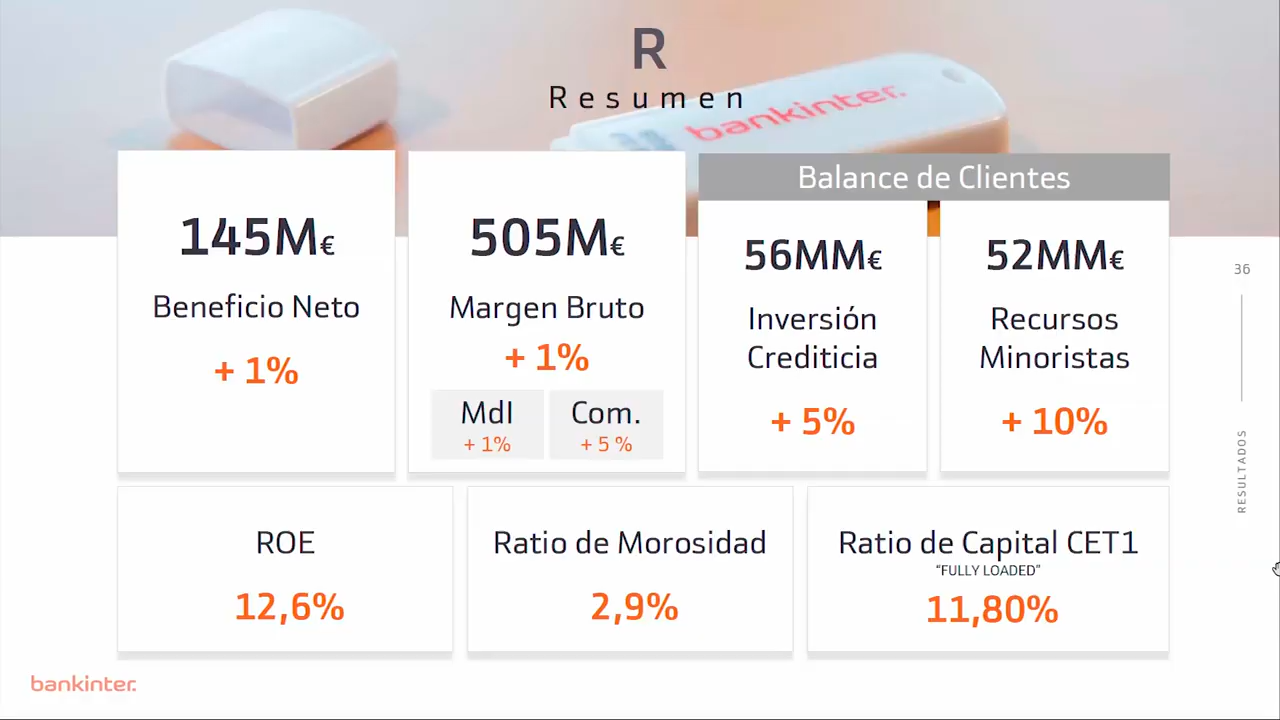 R
Resumen
bankinter.
145M€
Beneficio Neto
+ 1%
505M€
Margen Bruto
+ 1%
MdI
+ 1%
Com.
+ 5 %
Balance de Clientes
56MM€
Inversión
Crediticia
+ 5%
52MM€
Recursos
Minoristas
+ 10%
36
RESULTADOS
ROE
12,6%
Ratio de Morosidad
2,9%
Ratio de Capital CET1
“FULLY LOADED”
11,80%
bankinter.